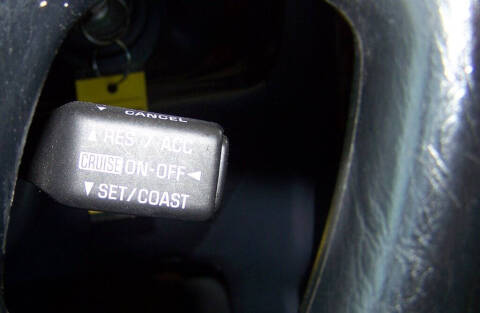 ▼ CANCEL
▲ RES / ACC
CRUISE ON-OFF ◄
▼ SET/COAST